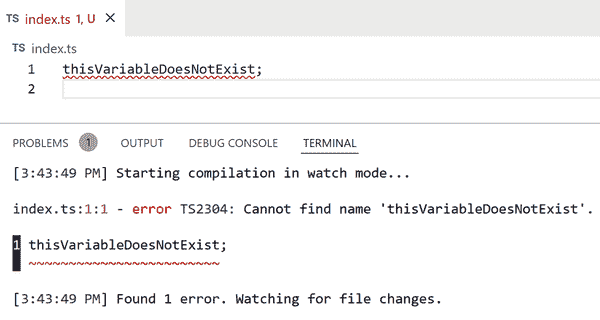 TS index.ts 1, U ×
TS index.ts
1 thisVariableDoesNotExist;
2
PROBLEMS 1 OUTPUT DEBUG CONSOLE TERMINAL
[3:43:49 PM] Starting compilation in watch mode...
index.ts:1:1 - error TS2304: Cannot find name 'thisVariableDoesNotExist'.
1 thisVariableDoesNotExist;
~~~~~~~~~~~~~~~~~~~~~~~~
[3:43:49 PM] Found 1 error. Watching for file changes.